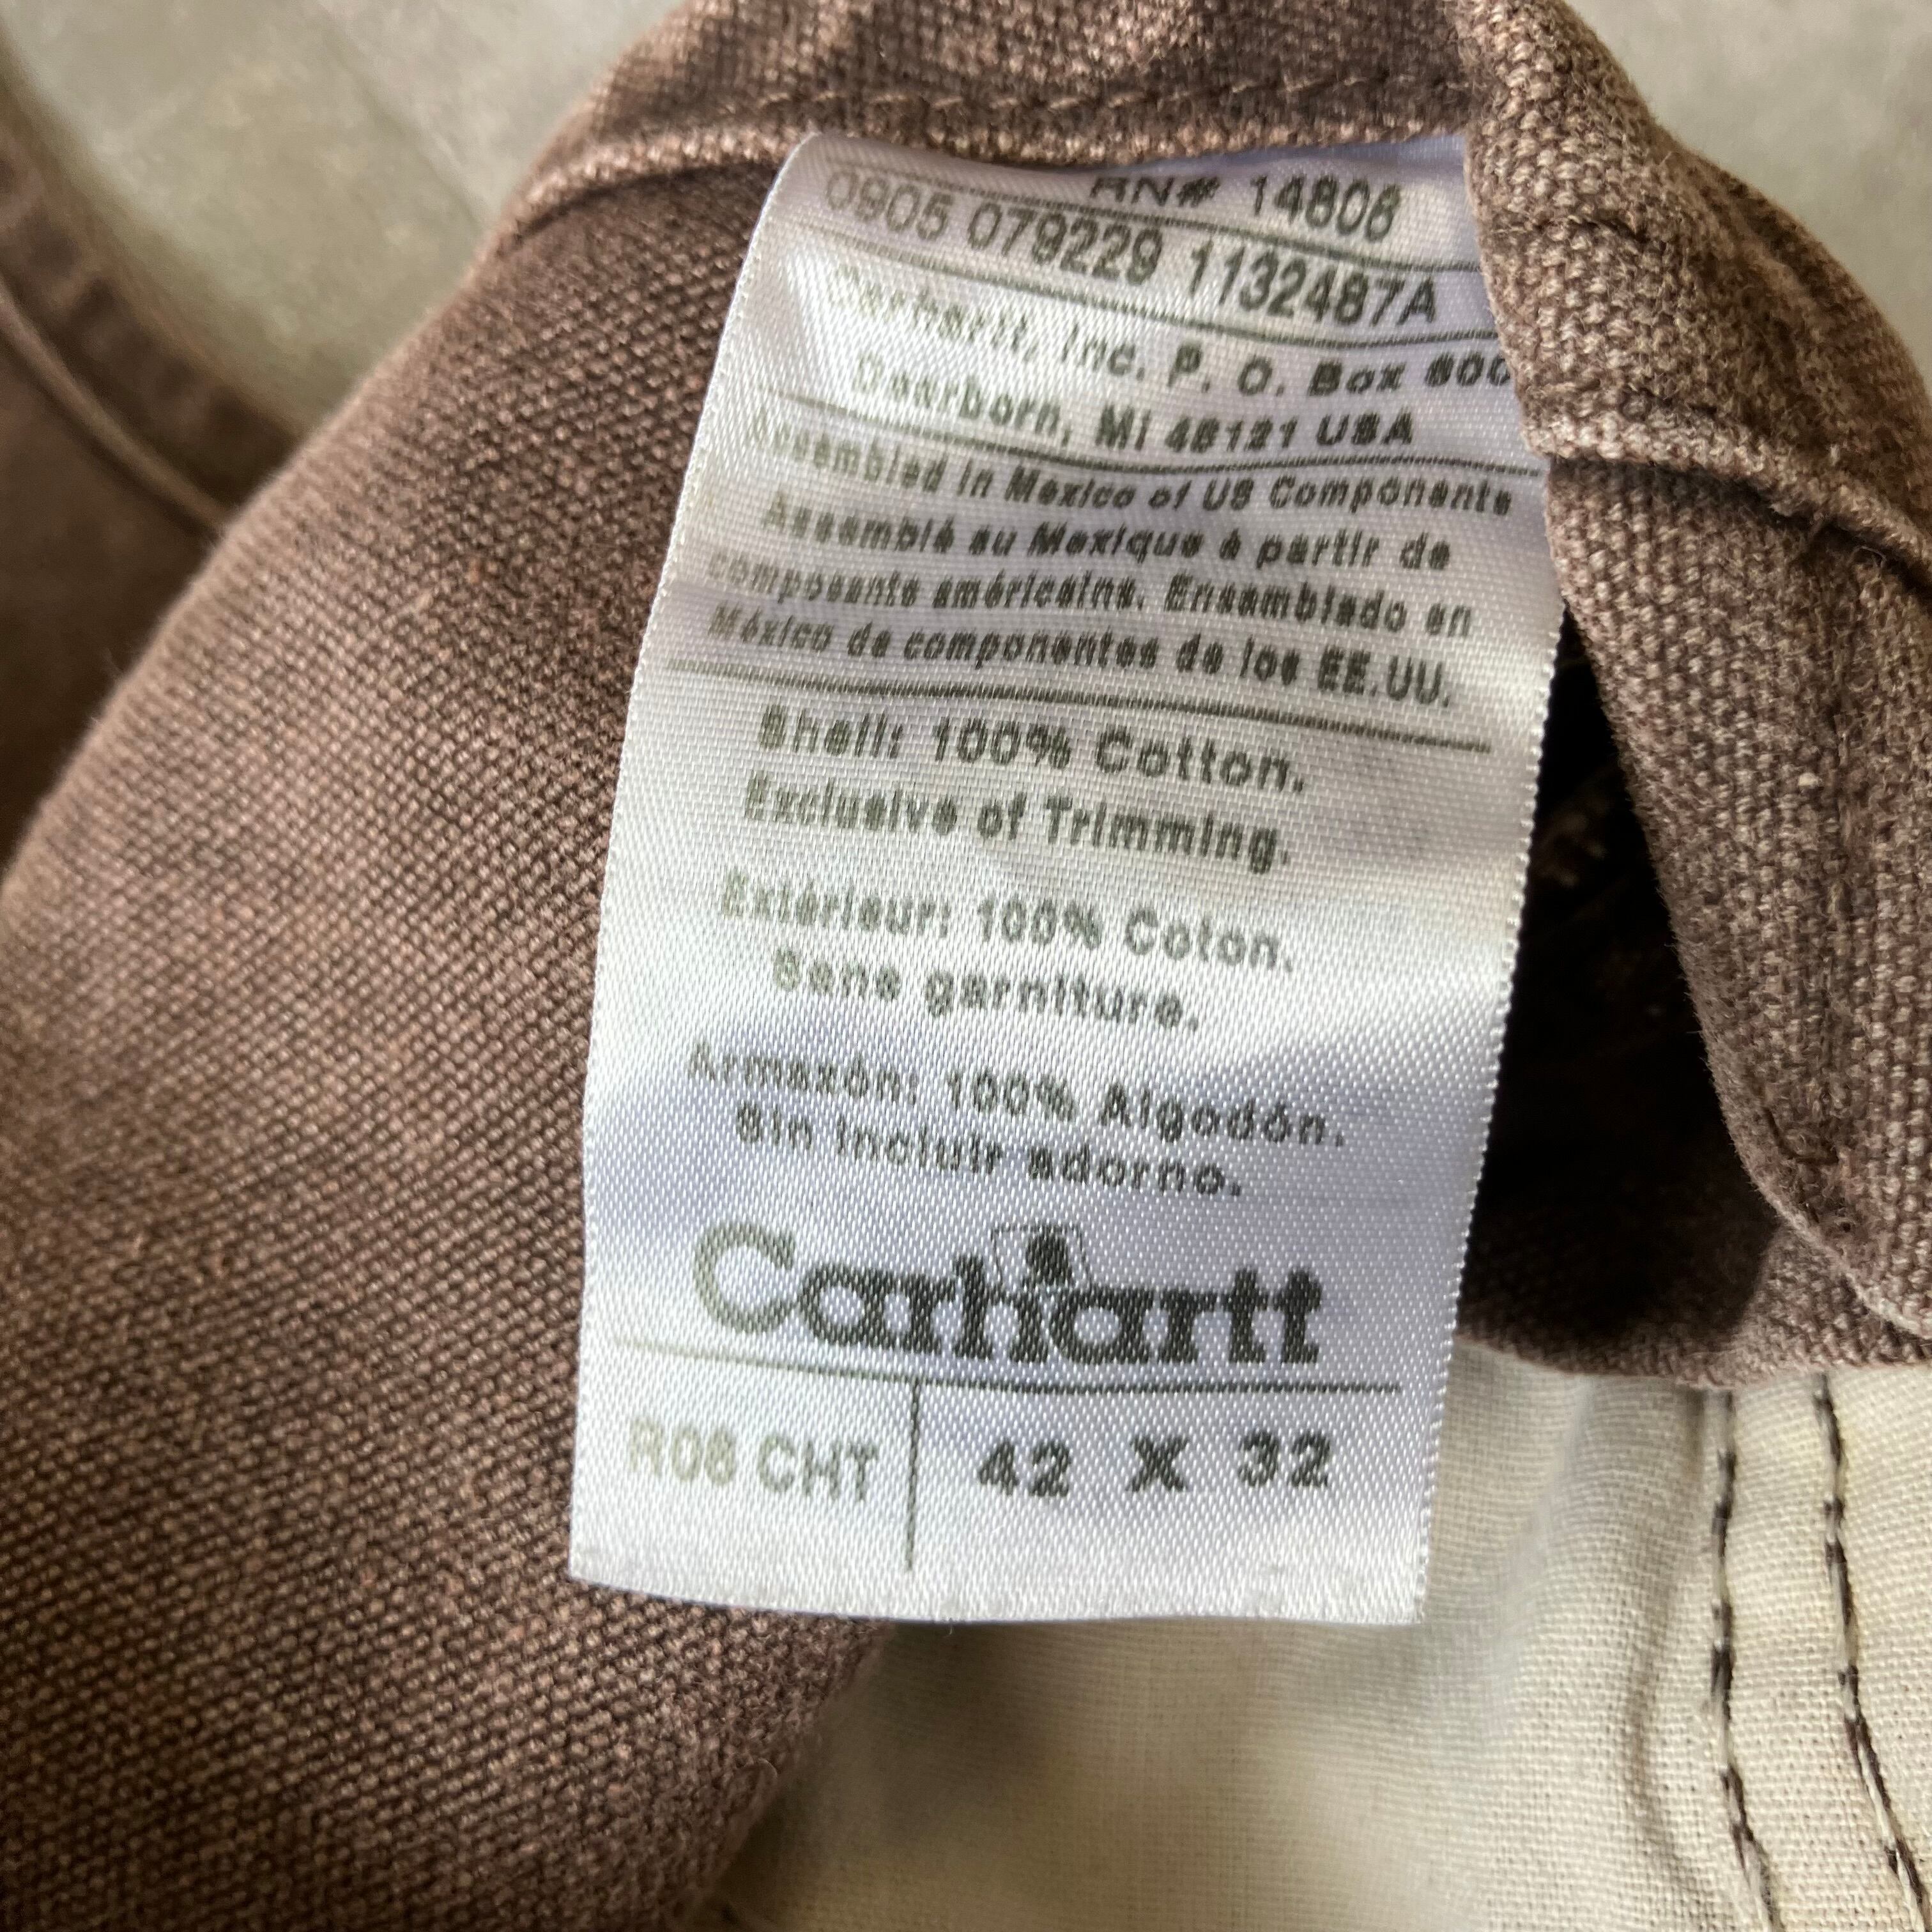 RN# 14806
0905 079229 1132487A
Carhartt, Inc. P. O. Box 600
Dearborn, MI 48121 USA
Assembled in Mexico of US Components
Assemblé au Mexique à partir de
composants américains. Ensamblado en
México de componentes de los EE.UU.
Shell: 100% Cotton.
Exclusive of Trimming.
Extérieur: 100% Coton.
Sans garniture.
Armazón: 100% Algodón.
Sin incluir adorno.
Carhartt
R06 CHT 42 X 32